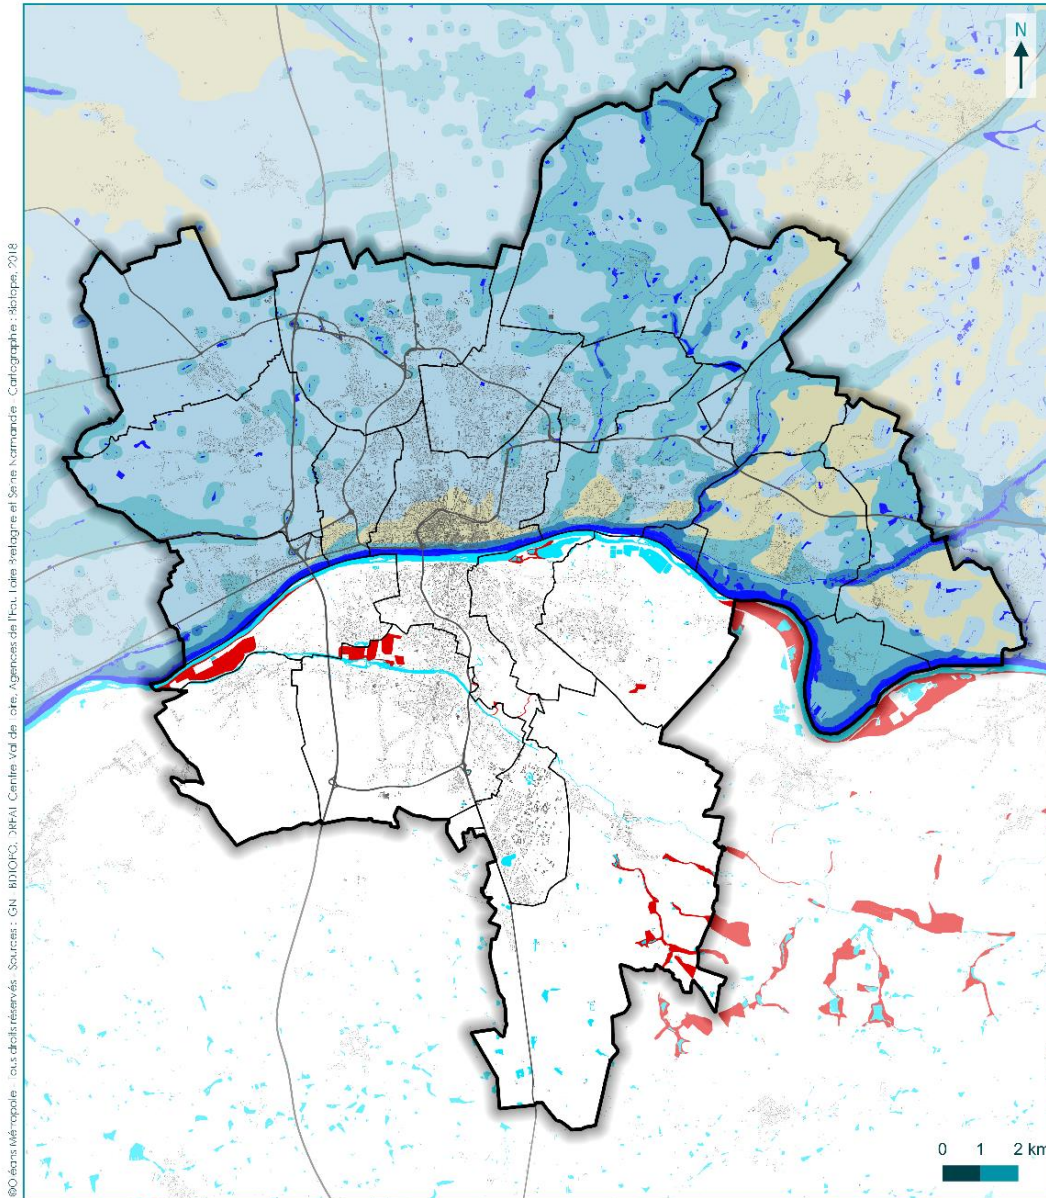 N
©Orléans Métropole - Tous droits réservés - Sources : IGN - BDTOPO, DREAL Centre Val de Loire, Agences de l'Eau Loire Bretagne et Seine Normande - Cartographie : Biotope, 2018
0 1 2 km